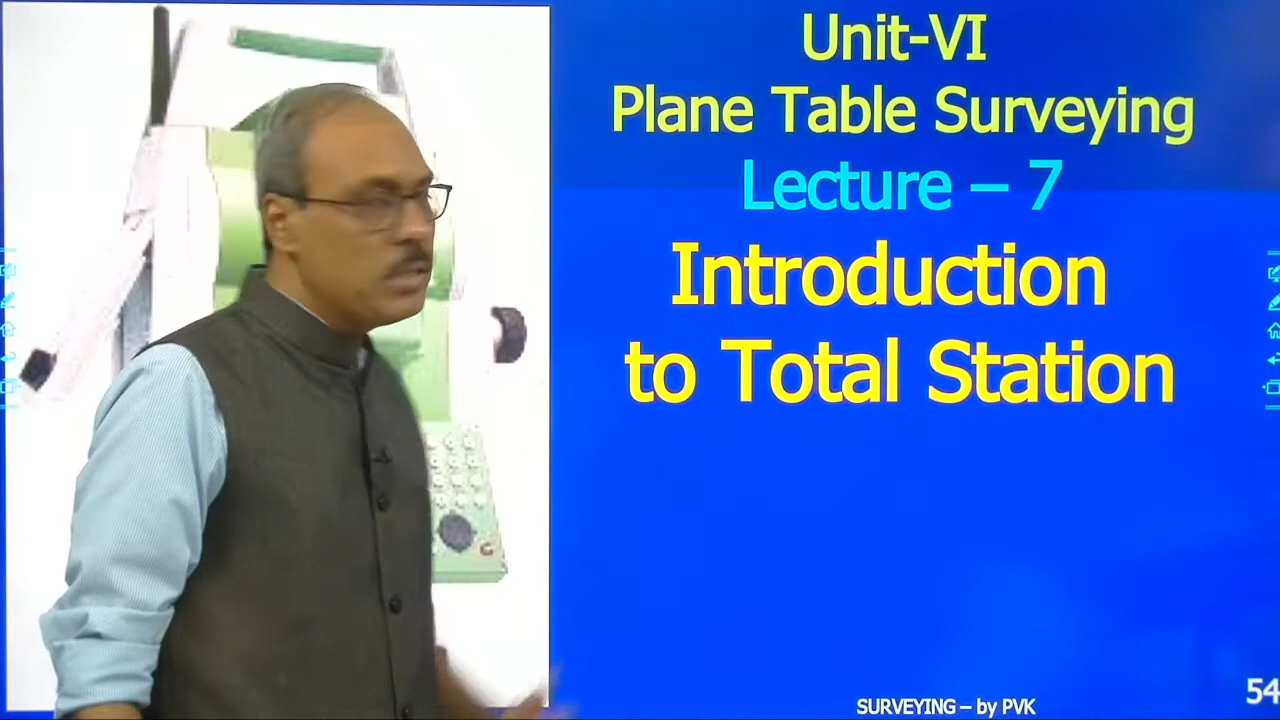 Unit-VI
Plane Table Surveying
Lecture – 7
Introduction
to Total Station
SURVEYING – by PVK
54